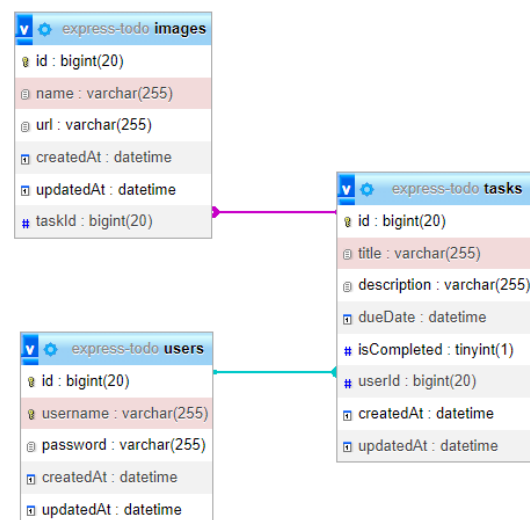 express-todo images
id : bigint(20)
name : varchar(255)
url : varchar(255)
createdAt : datetime
updatedAt : datetime
# taskId : bigint(20)
express-todo tasks
id : bigint(20)
title : varchar(255)
description : varchar(255)
dueDate : datetime
# isCompleted : tinyint(1)
# userId : bigint(20)
createdAt : datetime
updatedAt : datetime
express-todo users
id : bigint(20)
username : varchar(255)
password : varchar(255)
createdAt : datetime
updatedAt : datetime